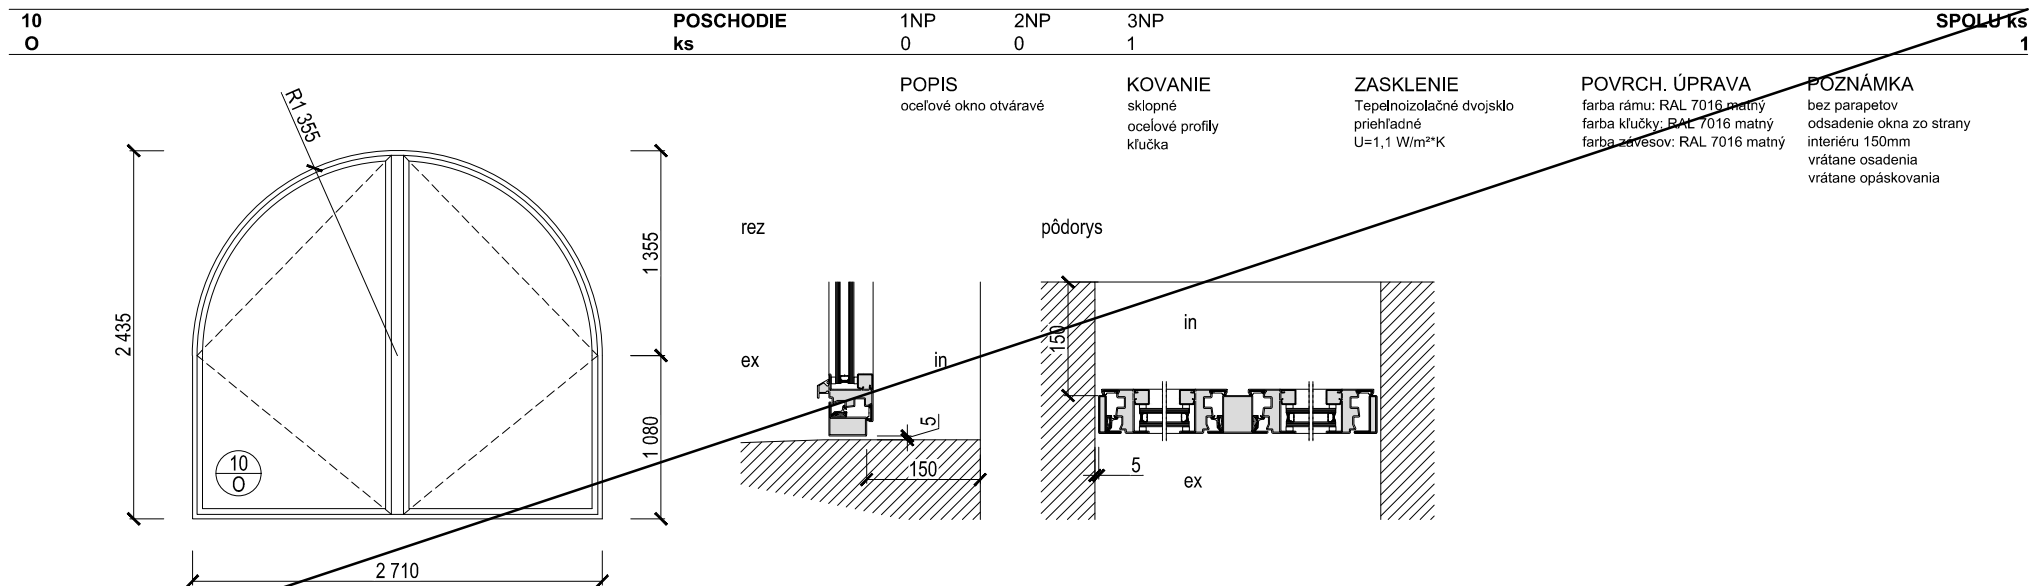 10 POSCHODIE 1NP 2NP 3NP SPOLU ks
O ks 0 0 1 1
POPIS
oceľové okno otváravé
KOVANIE
sklopné
oceľové profily
kľučka
ZASKLENIE
Tepelnoizolačné dvojsklo
priehľadné
U=1,1 W/m²*K
POVRCH. ÚPRAVA
farba rámu: RAL 7016 matný
farba kľučky: RAL 7016 matný
farba závesov: RAL 7016 matný
POZNÁMKA
bez parapetov
odsadenie okna zo strany
interiéru 150mm
vrátane osadenia
vrátane opáskovania
R1 355
2 435
1 355
1 080
10
O
2 710
rez
ex
in
5
150
pôdorys
in
150
5
ex